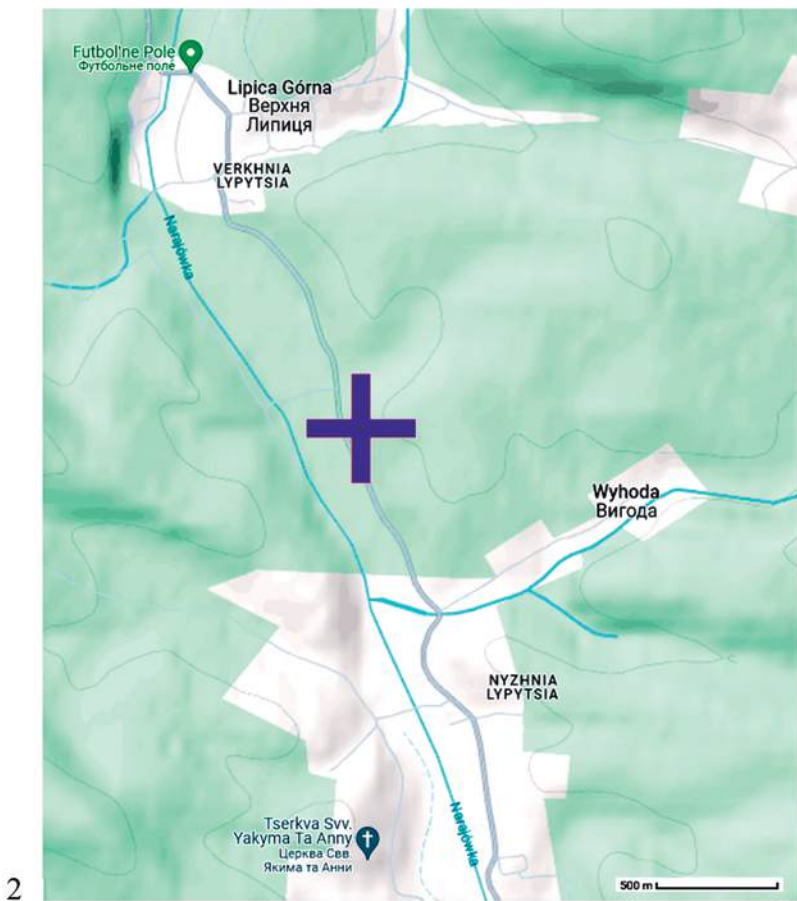 Futbol'ne Pole
Футбольне поле
Lipica Górna
Верхня
Липиця
VERKHNIA
LYPYTSIA
Narajówka
Wyhoda
Вигода
NYZHNIA
LYPYTSIA
Narajówka
Tserkva Svv.
Yakyma Ta Anny
Церква Свв.
Якима та Анни
500 m
2